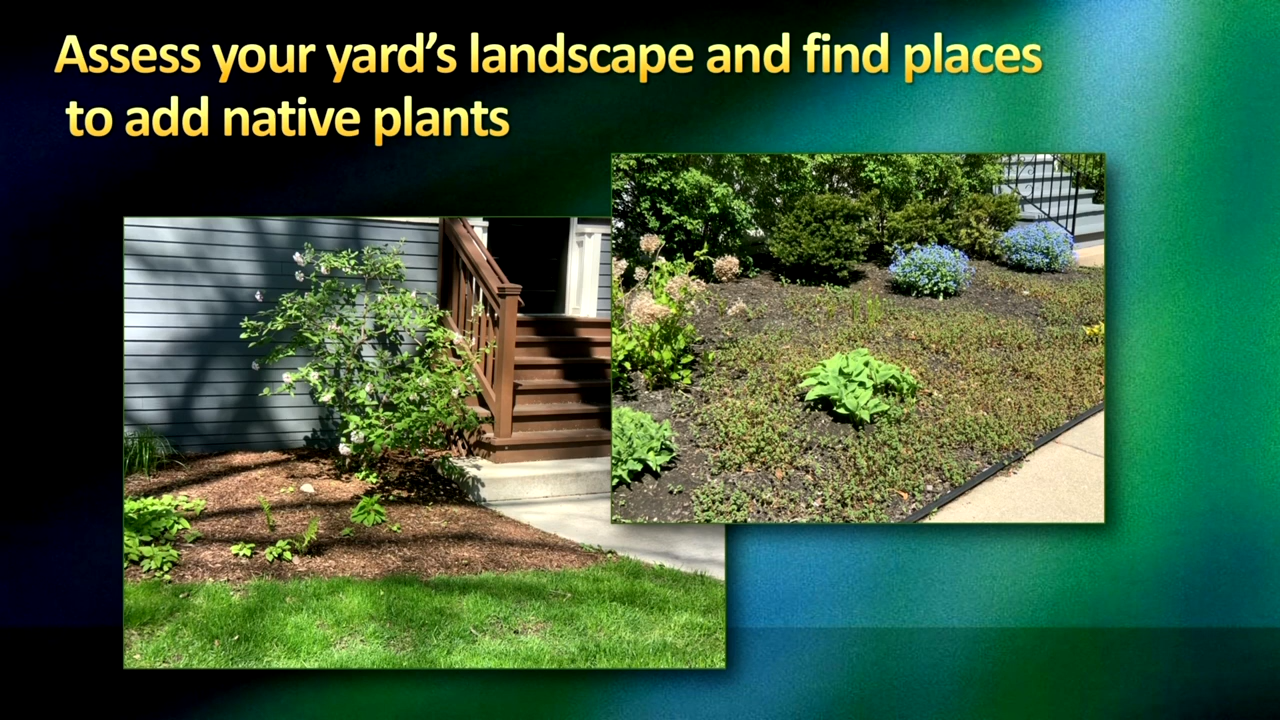 Assess your yard’s landscape and find places
to add native plants